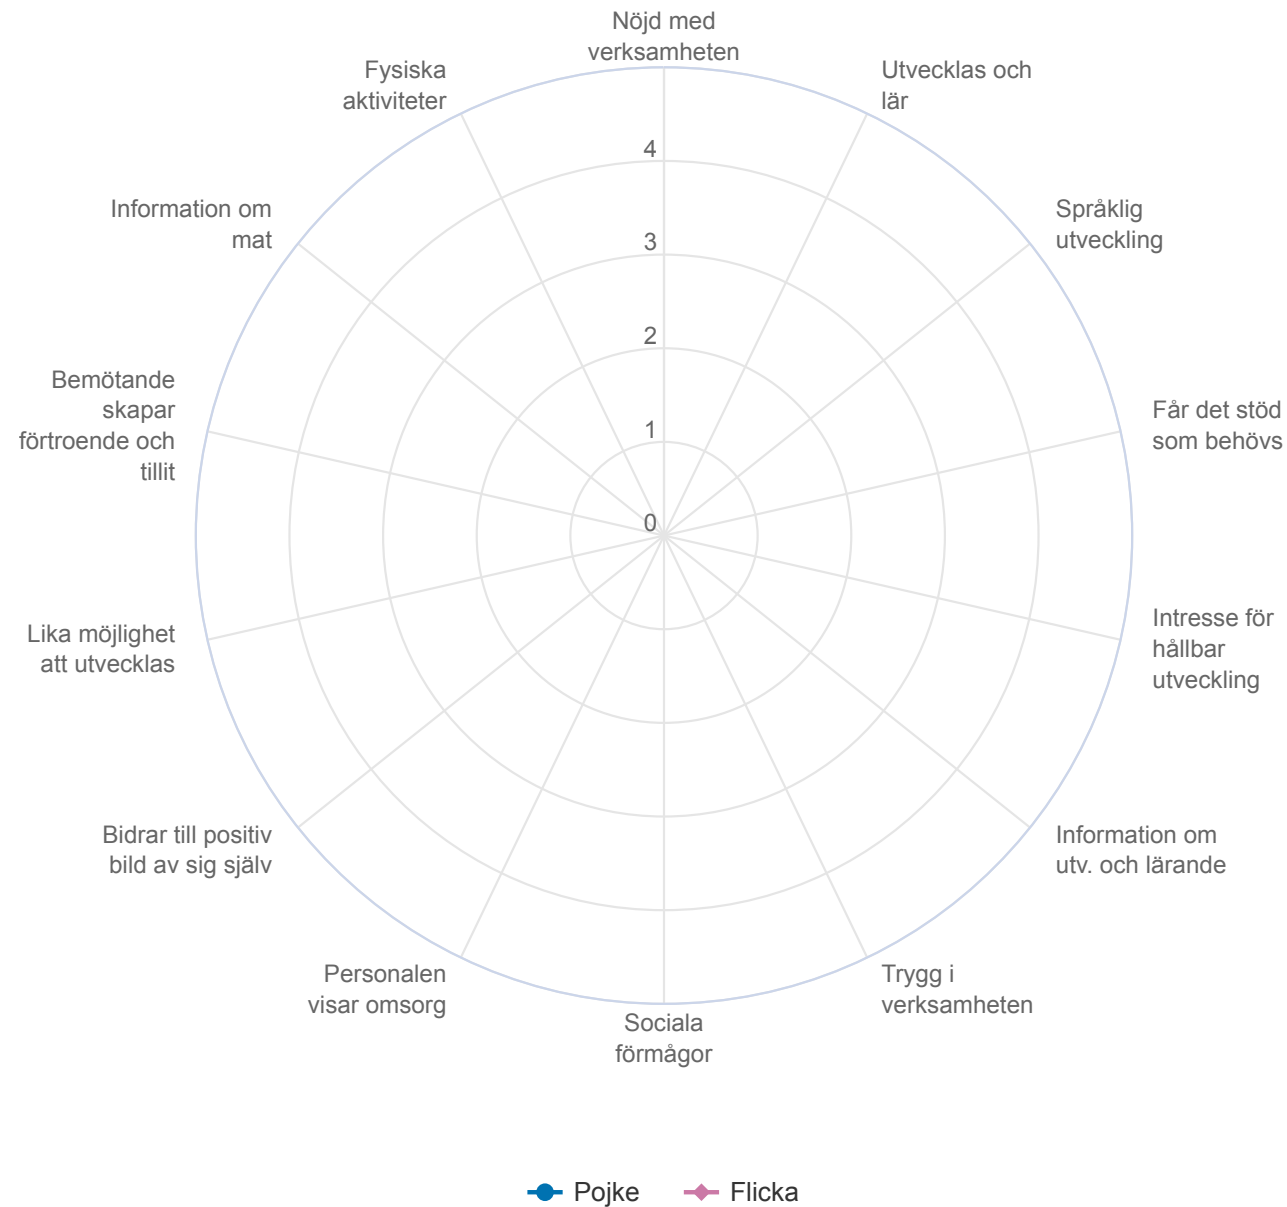 Nöjd med
verksamheten
Utvecklas och
lär
Språklig
utveckling
Får det stöd
som behövs
Intresse för
hållbar
utveckling
Information om
utv. och lärande
Trygg i
verksamheten
Sociala
förmågor
Personalen
visar omsorg
Bidrar till positiv
bild av sig själv
Lika möjlighet
att utvecklas
Bemötande
skapar
förtroende och
tillit
Information om
mat
Fysiska
aktiviteter
4
3
2
1
0
Pojke
Flicka